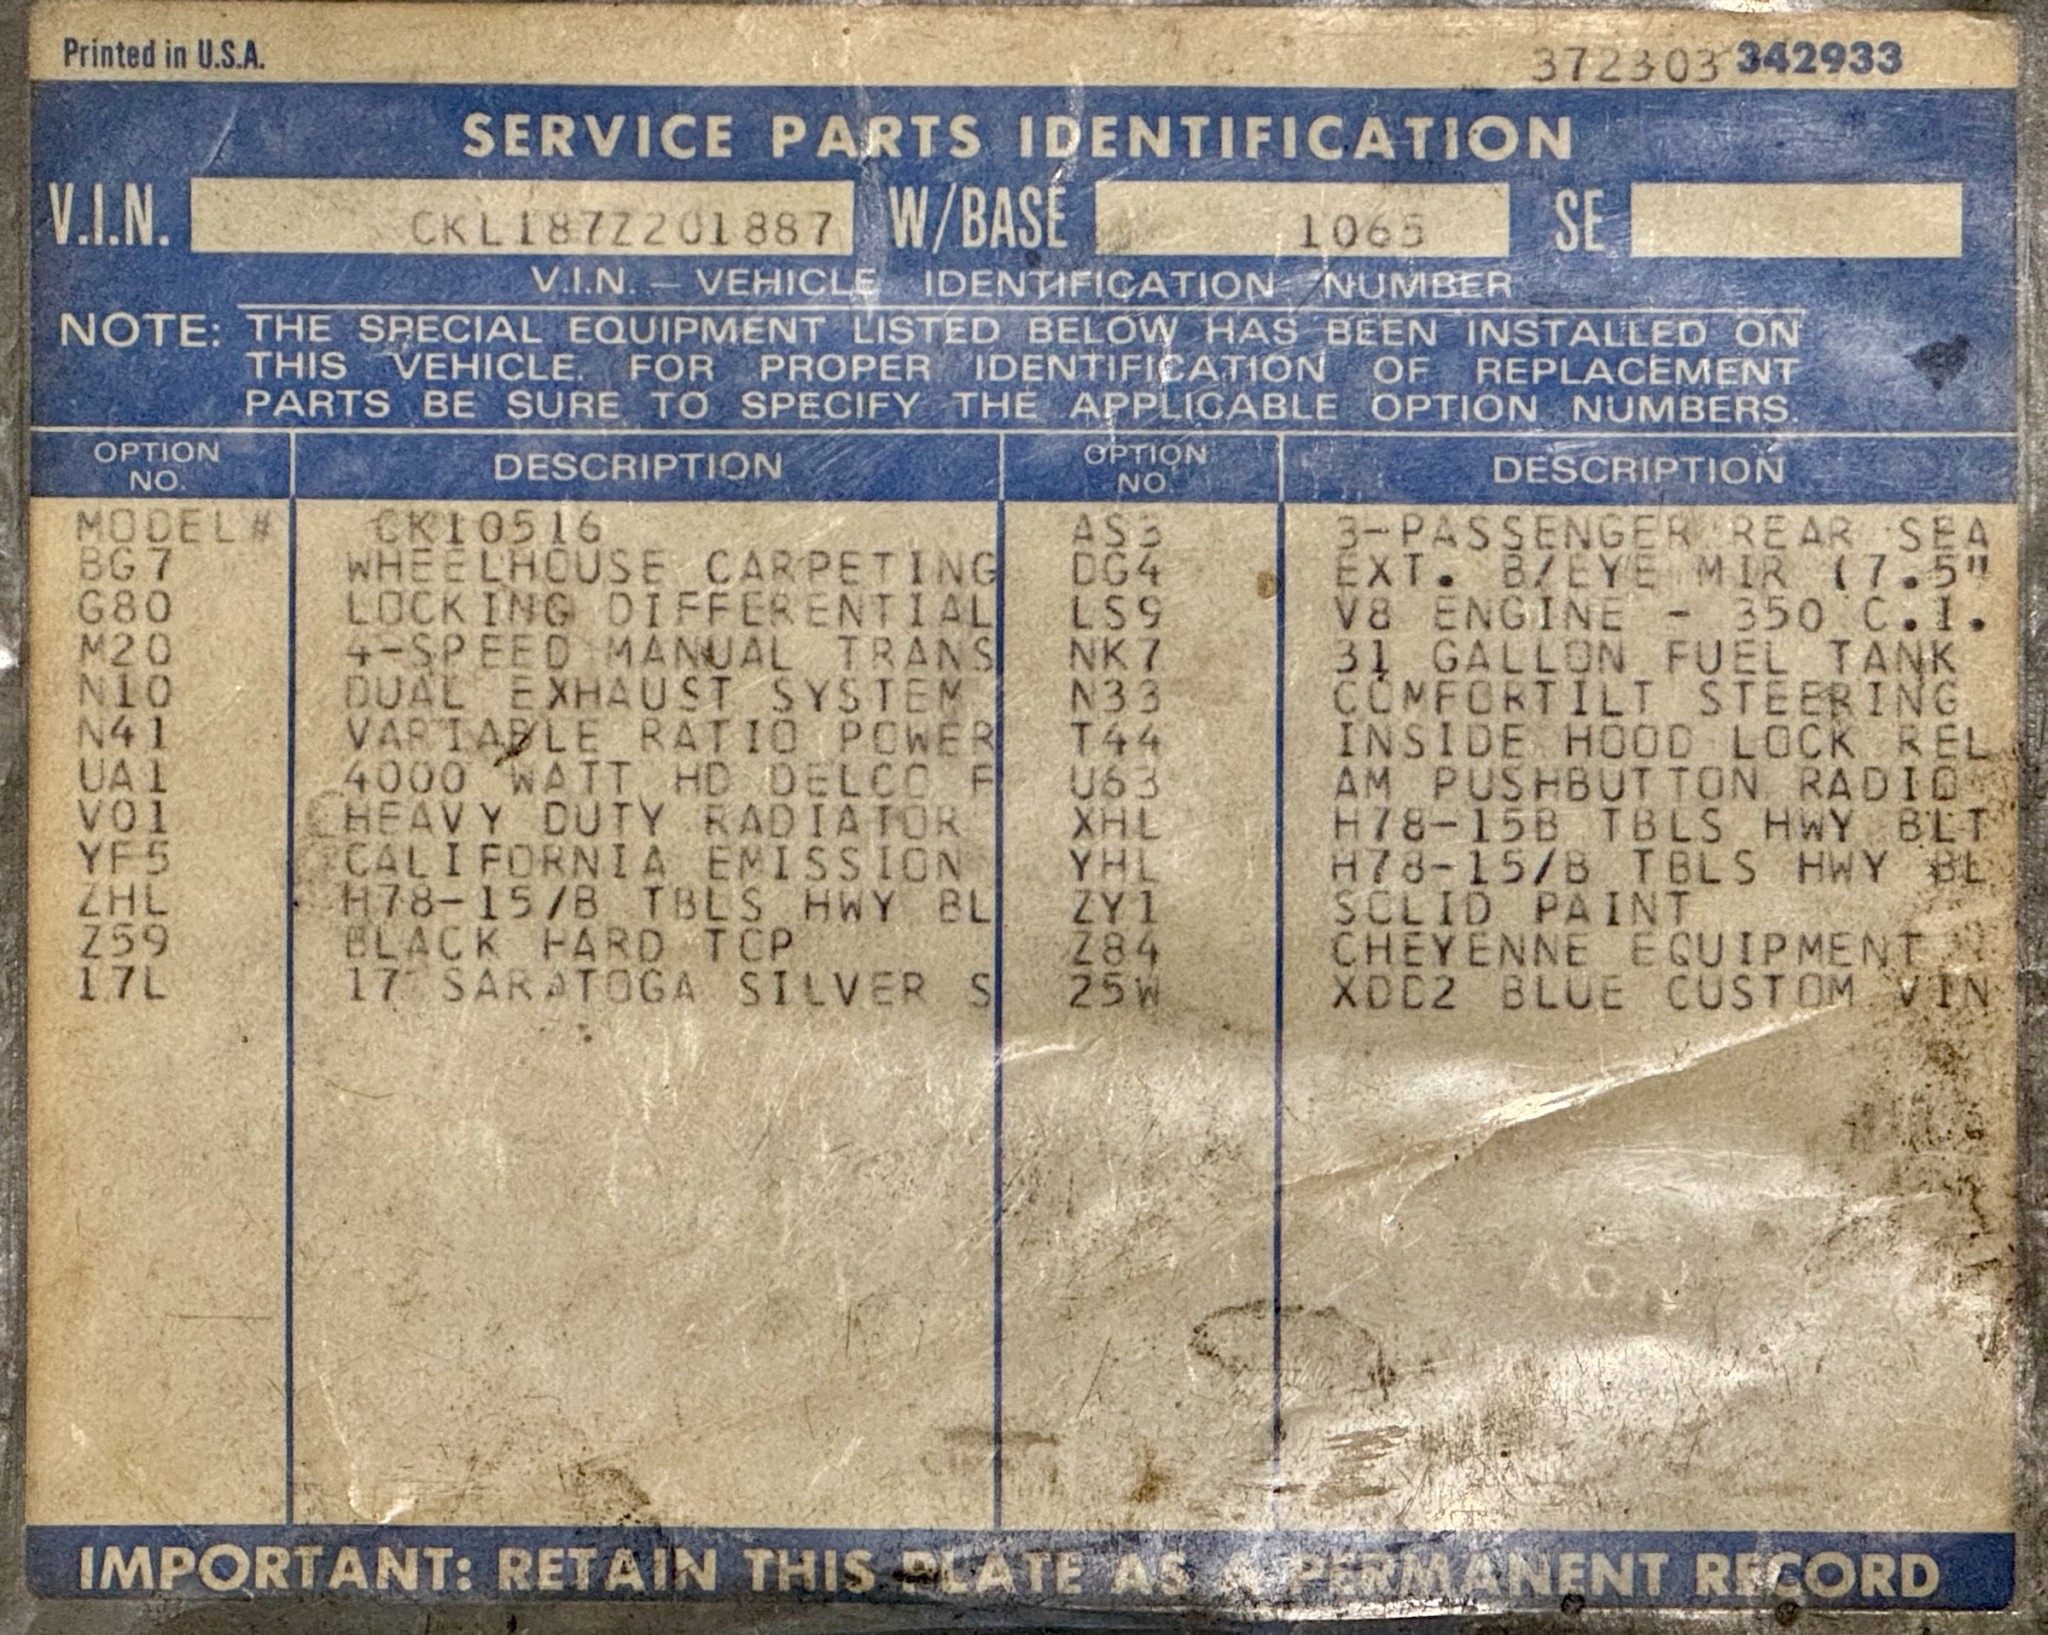 Printed in U.S.A.
372303 342933
SERVICE PARTS IDENTIFICATION
V.I.N. CKL187Z201887 W/BASE 1065 SE
V.I.N. — VEHICLE IDENTIFICATION NUMBER
NOTE: THE SPECIAL EQUIPMENT LISTED BELOW HAS BEEN INSTALLED ON
THIS VEHICLE. FOR PROPER IDENTIFICATION OF REPLACEMENT
PARTS BE SURE TO SPECIFY THE APPLICABLE OPTION NUMBERS.
OPTION NO. DESCRIPTION OPTION NO. DESCRIPTION
MODEL# CK10516 AS3 3-PASSENGER REAR SEA
BG7 WHEELHOUSE CARPETING DG4 EXT. B/EYE MIR (7.5"
G80 LOCKING DIFFERENTIAL LS9 V8 ENGINE - 350 C.I.
M20 4-SPEED MANUAL TRANS NK7 31 GALLON FUEL TANK
N10 DUAL EXHAUST SYSTEM N33 COMFORTILT STEERING
N41 VARIABLE RATIO POWER T44 INSIDE HOOD LOCK REL
UA1 4000 WATT HD DELCO F U63 AM PUSHBUTTON RADIO
V01 HEAVY DUTY RADIATOR XHL H78-15B TBLS HWY BLT
YF5 CALIFORNIA EMISSION YHL H78-15/B TBLS HWY BL
ZHL H78-15/B TBLS HWY BL ZY1 SOLID PAINT
Z59 BLACK HARD TOP Z84 CHEYENNE EQUIPMENT
17L 17 SARATOGA SILVER S 25W XDD2 BLUE CUSTOM VIN
IMPORTANT: RETAIN THIS PLATE AS A PERMANENT RECORD